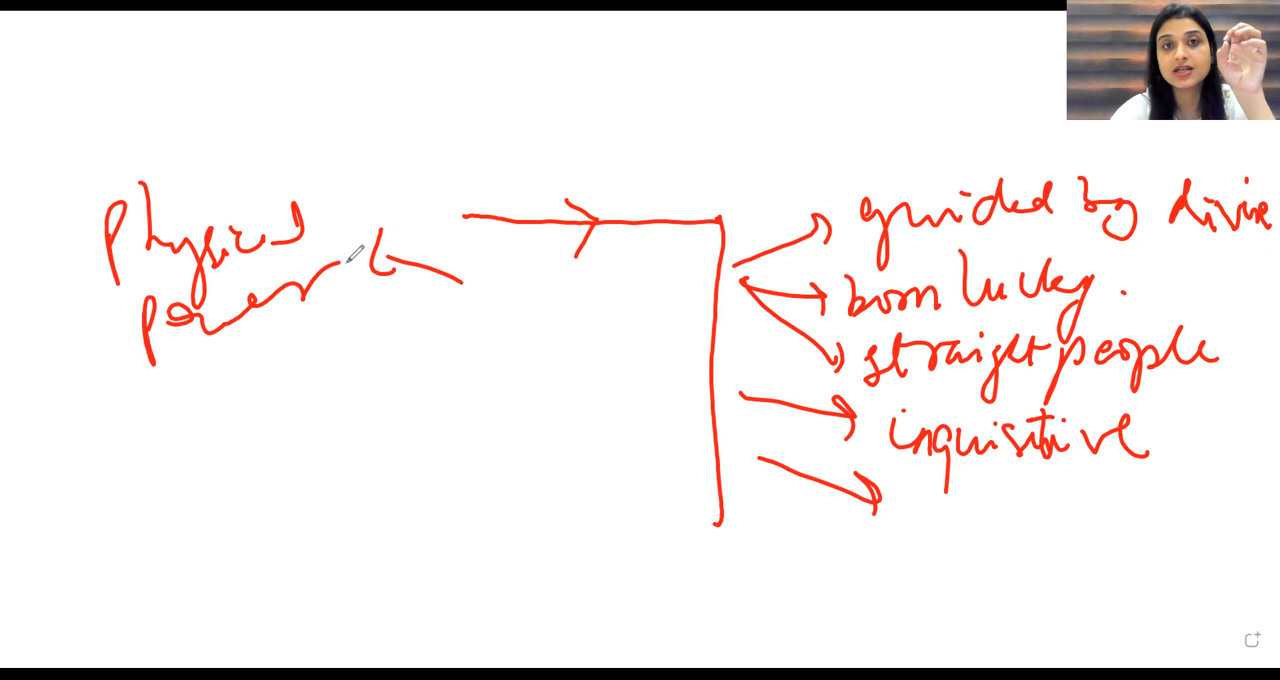 physical
power
guided by divine
born lucky.
straight people
inquisitive